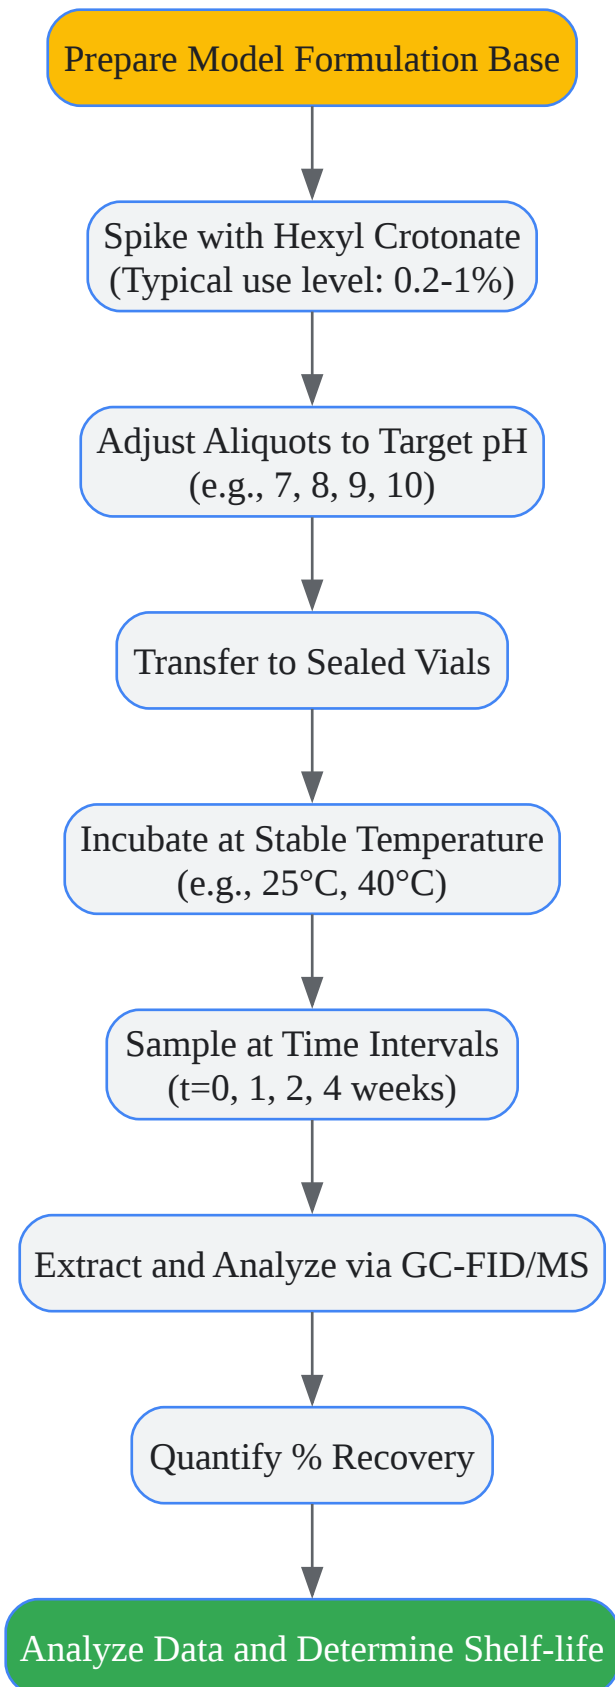 Prepare Model Formulation Base
Spike with Hexyl Crotonate
(Typical use level: 0.2-1%)
Adjust Aliquots to Target pH
(e.g., 7, 8, 9, 10)
Transfer to Sealed Vials
Incubate at Stable Temperature
(e.g., 25°C, 40°C)
Sample at Time Intervals
(t=0, 1, 2, 4 weeks)
Extract and Analyze via GC-FID/MS
Quantify % Recovery
Analyze Data and Determine Shelf-life